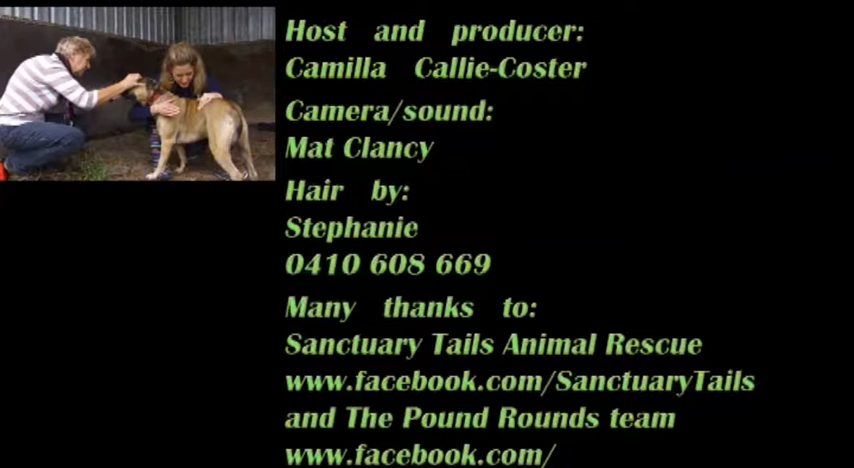 Host and producer:
Camilla Callie-Coster
Camera/sound:
Mat Clancy
Hair by:
Stephanie
0410 608 669
Many thanks to:
Sanctuary Tails Animal Rescue
www.facebook.com/SanctuaryTails
and The Pound Rounds team
www.facebook.com/